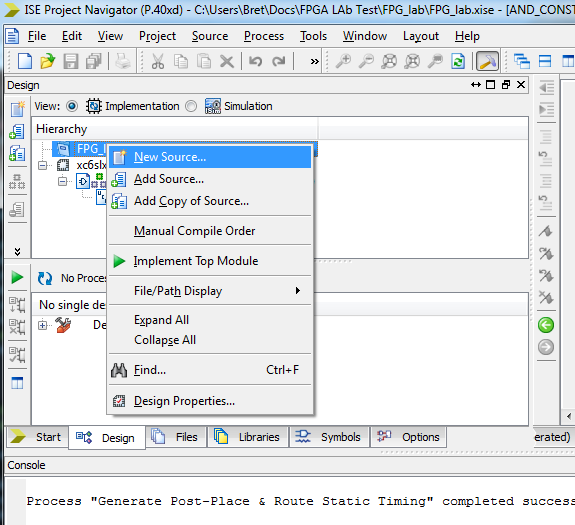 ISE Project Navigator (P.40xd) - C:\Users\Bret\Docs\FPGA LAb Test\FPG_lab\FPG_lab.xise - [AND_CONST
File Edit View Project Source Process Tools Window Layout Help
»
Design
View: Implementation Simulation
Hierarchy
FPG_l
xc6slx
New Source...
Add Source...
Add Copy of Source...
Manual Compile Order
Implement Top Module
File/Path Display
Expand All
Collapse All
Find... Ctrl+F
Design Properties...
No Proces
No single de
De
Start Design Files Libraries Symbols Options erated)
Console
Process "Generate Post-Place & Route Static Timing" completed success